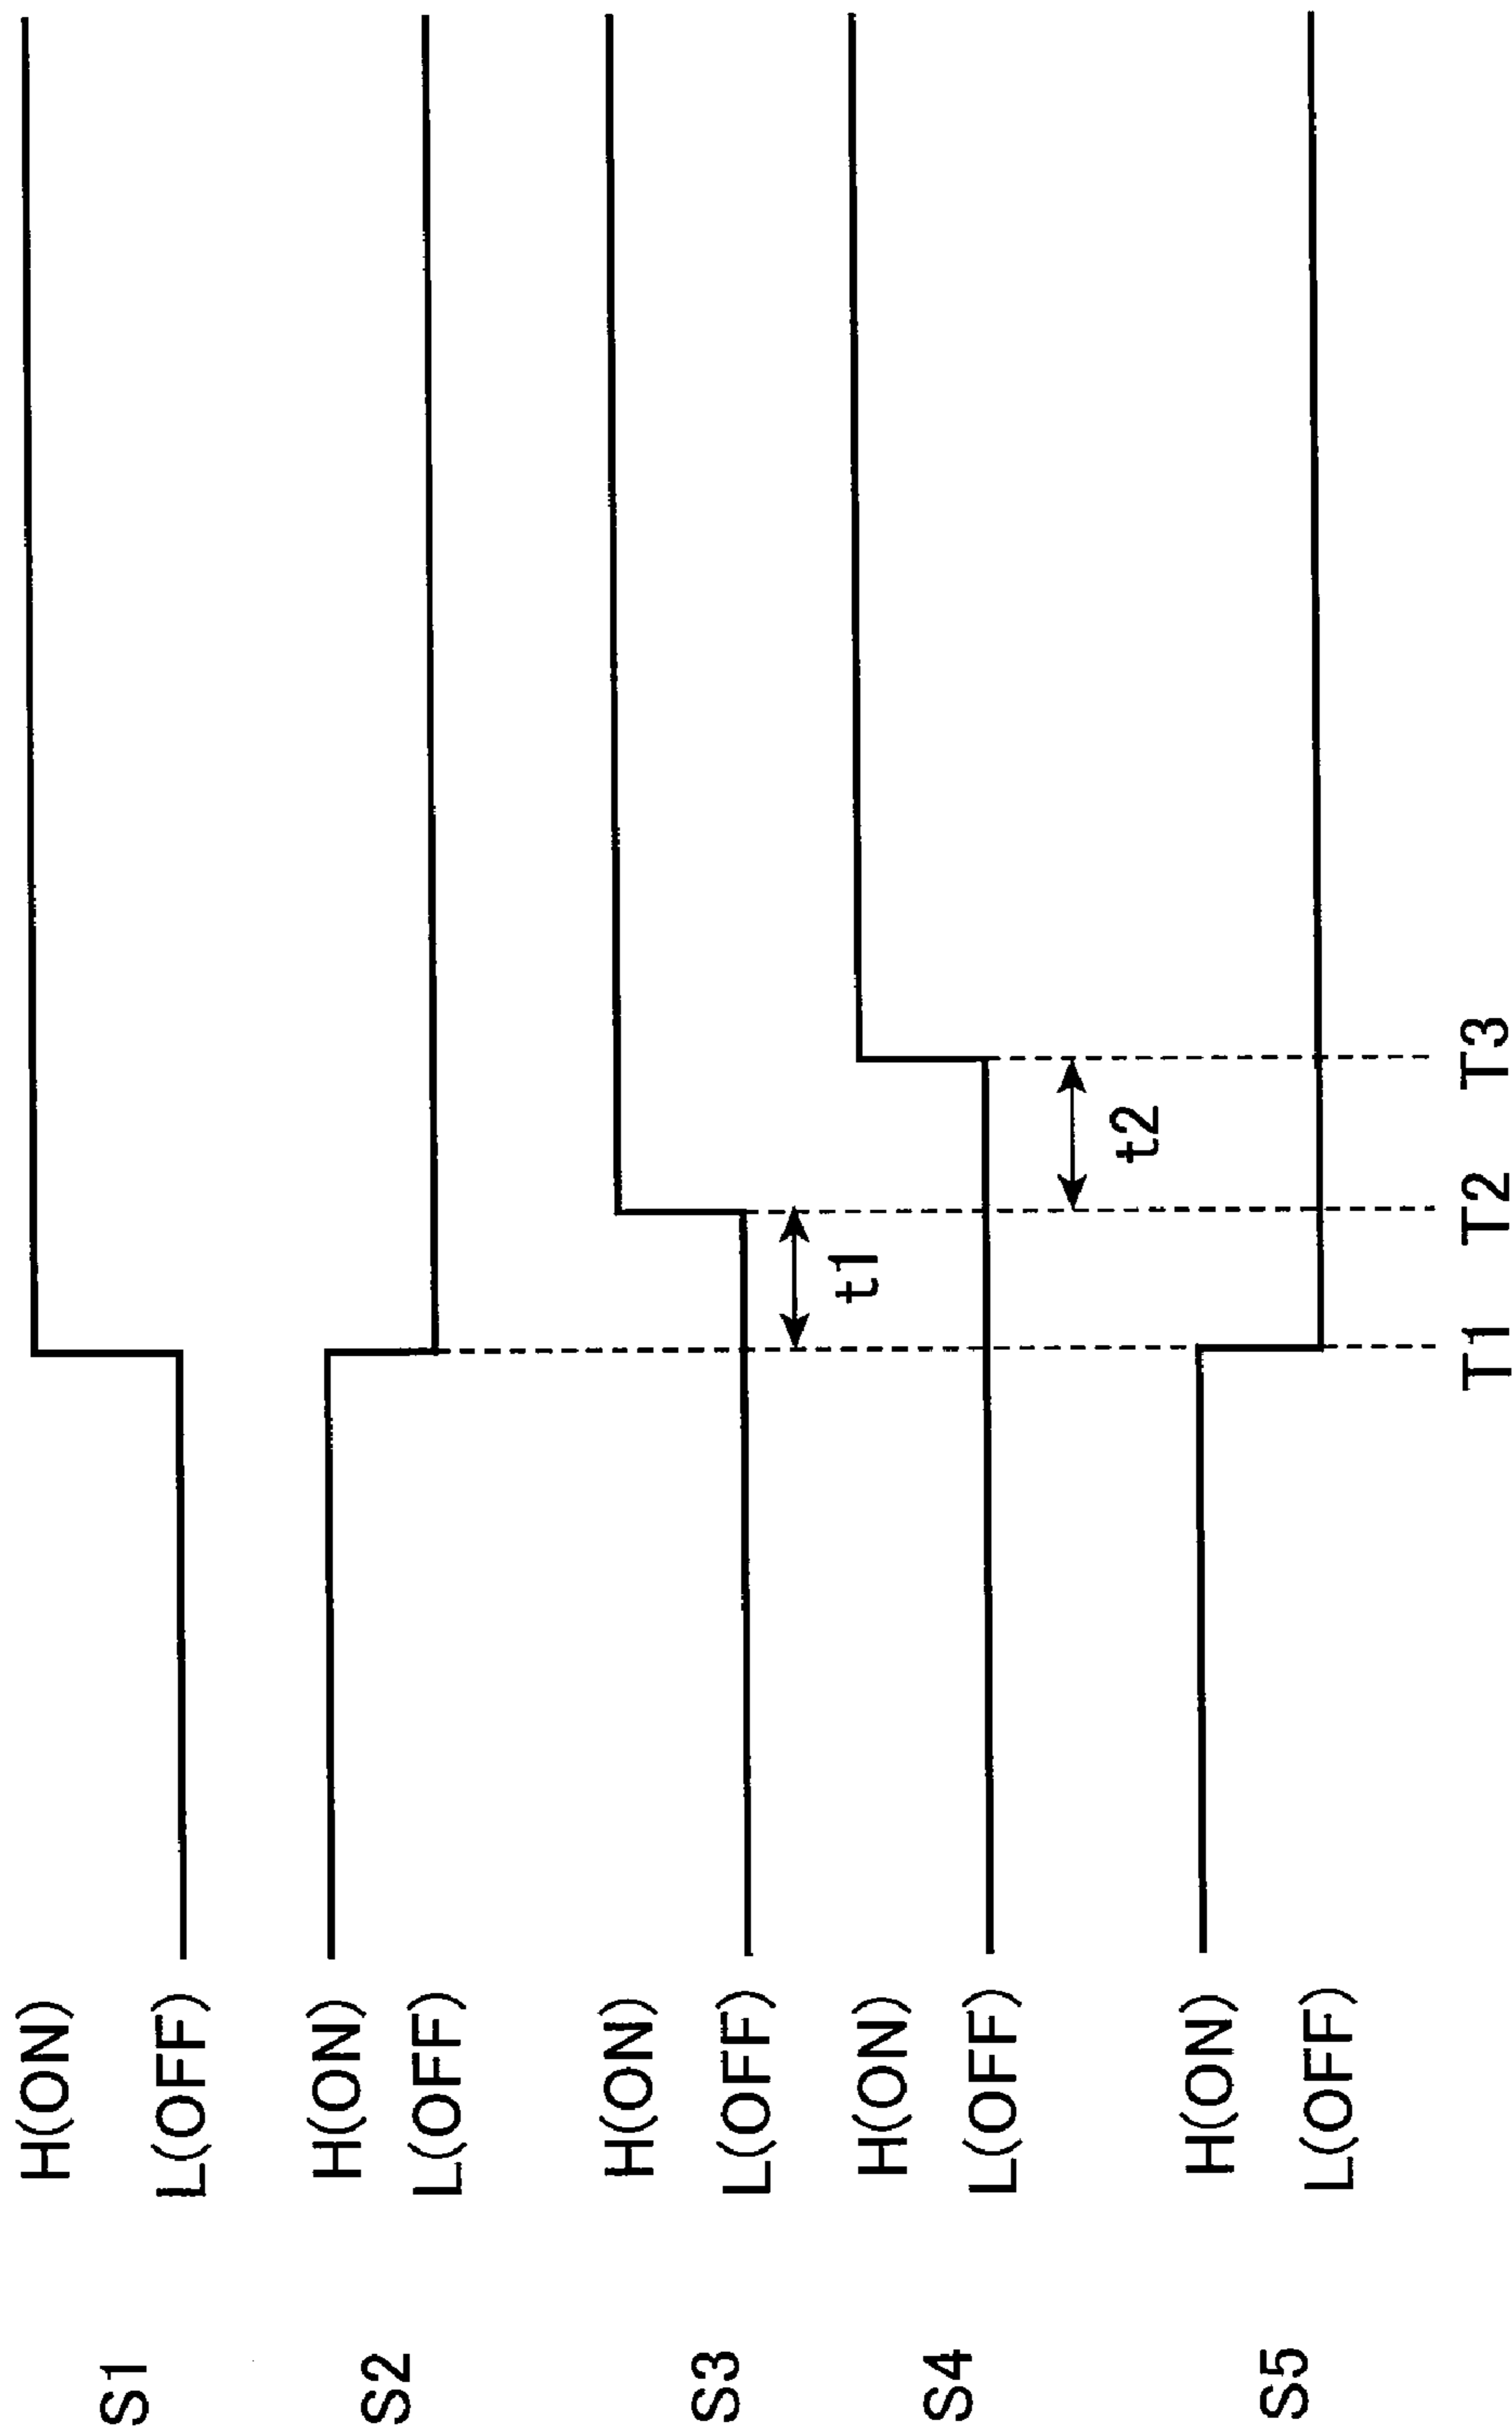 S1
H(ON)
L(OFF)
S2
H(ON)
L(OFF)
S3
H(ON)
L(OFF)
t1
S4
H(ON)
L(OFF)
t2
S5
H(ON)
L(OFF)
T1 T2 T3